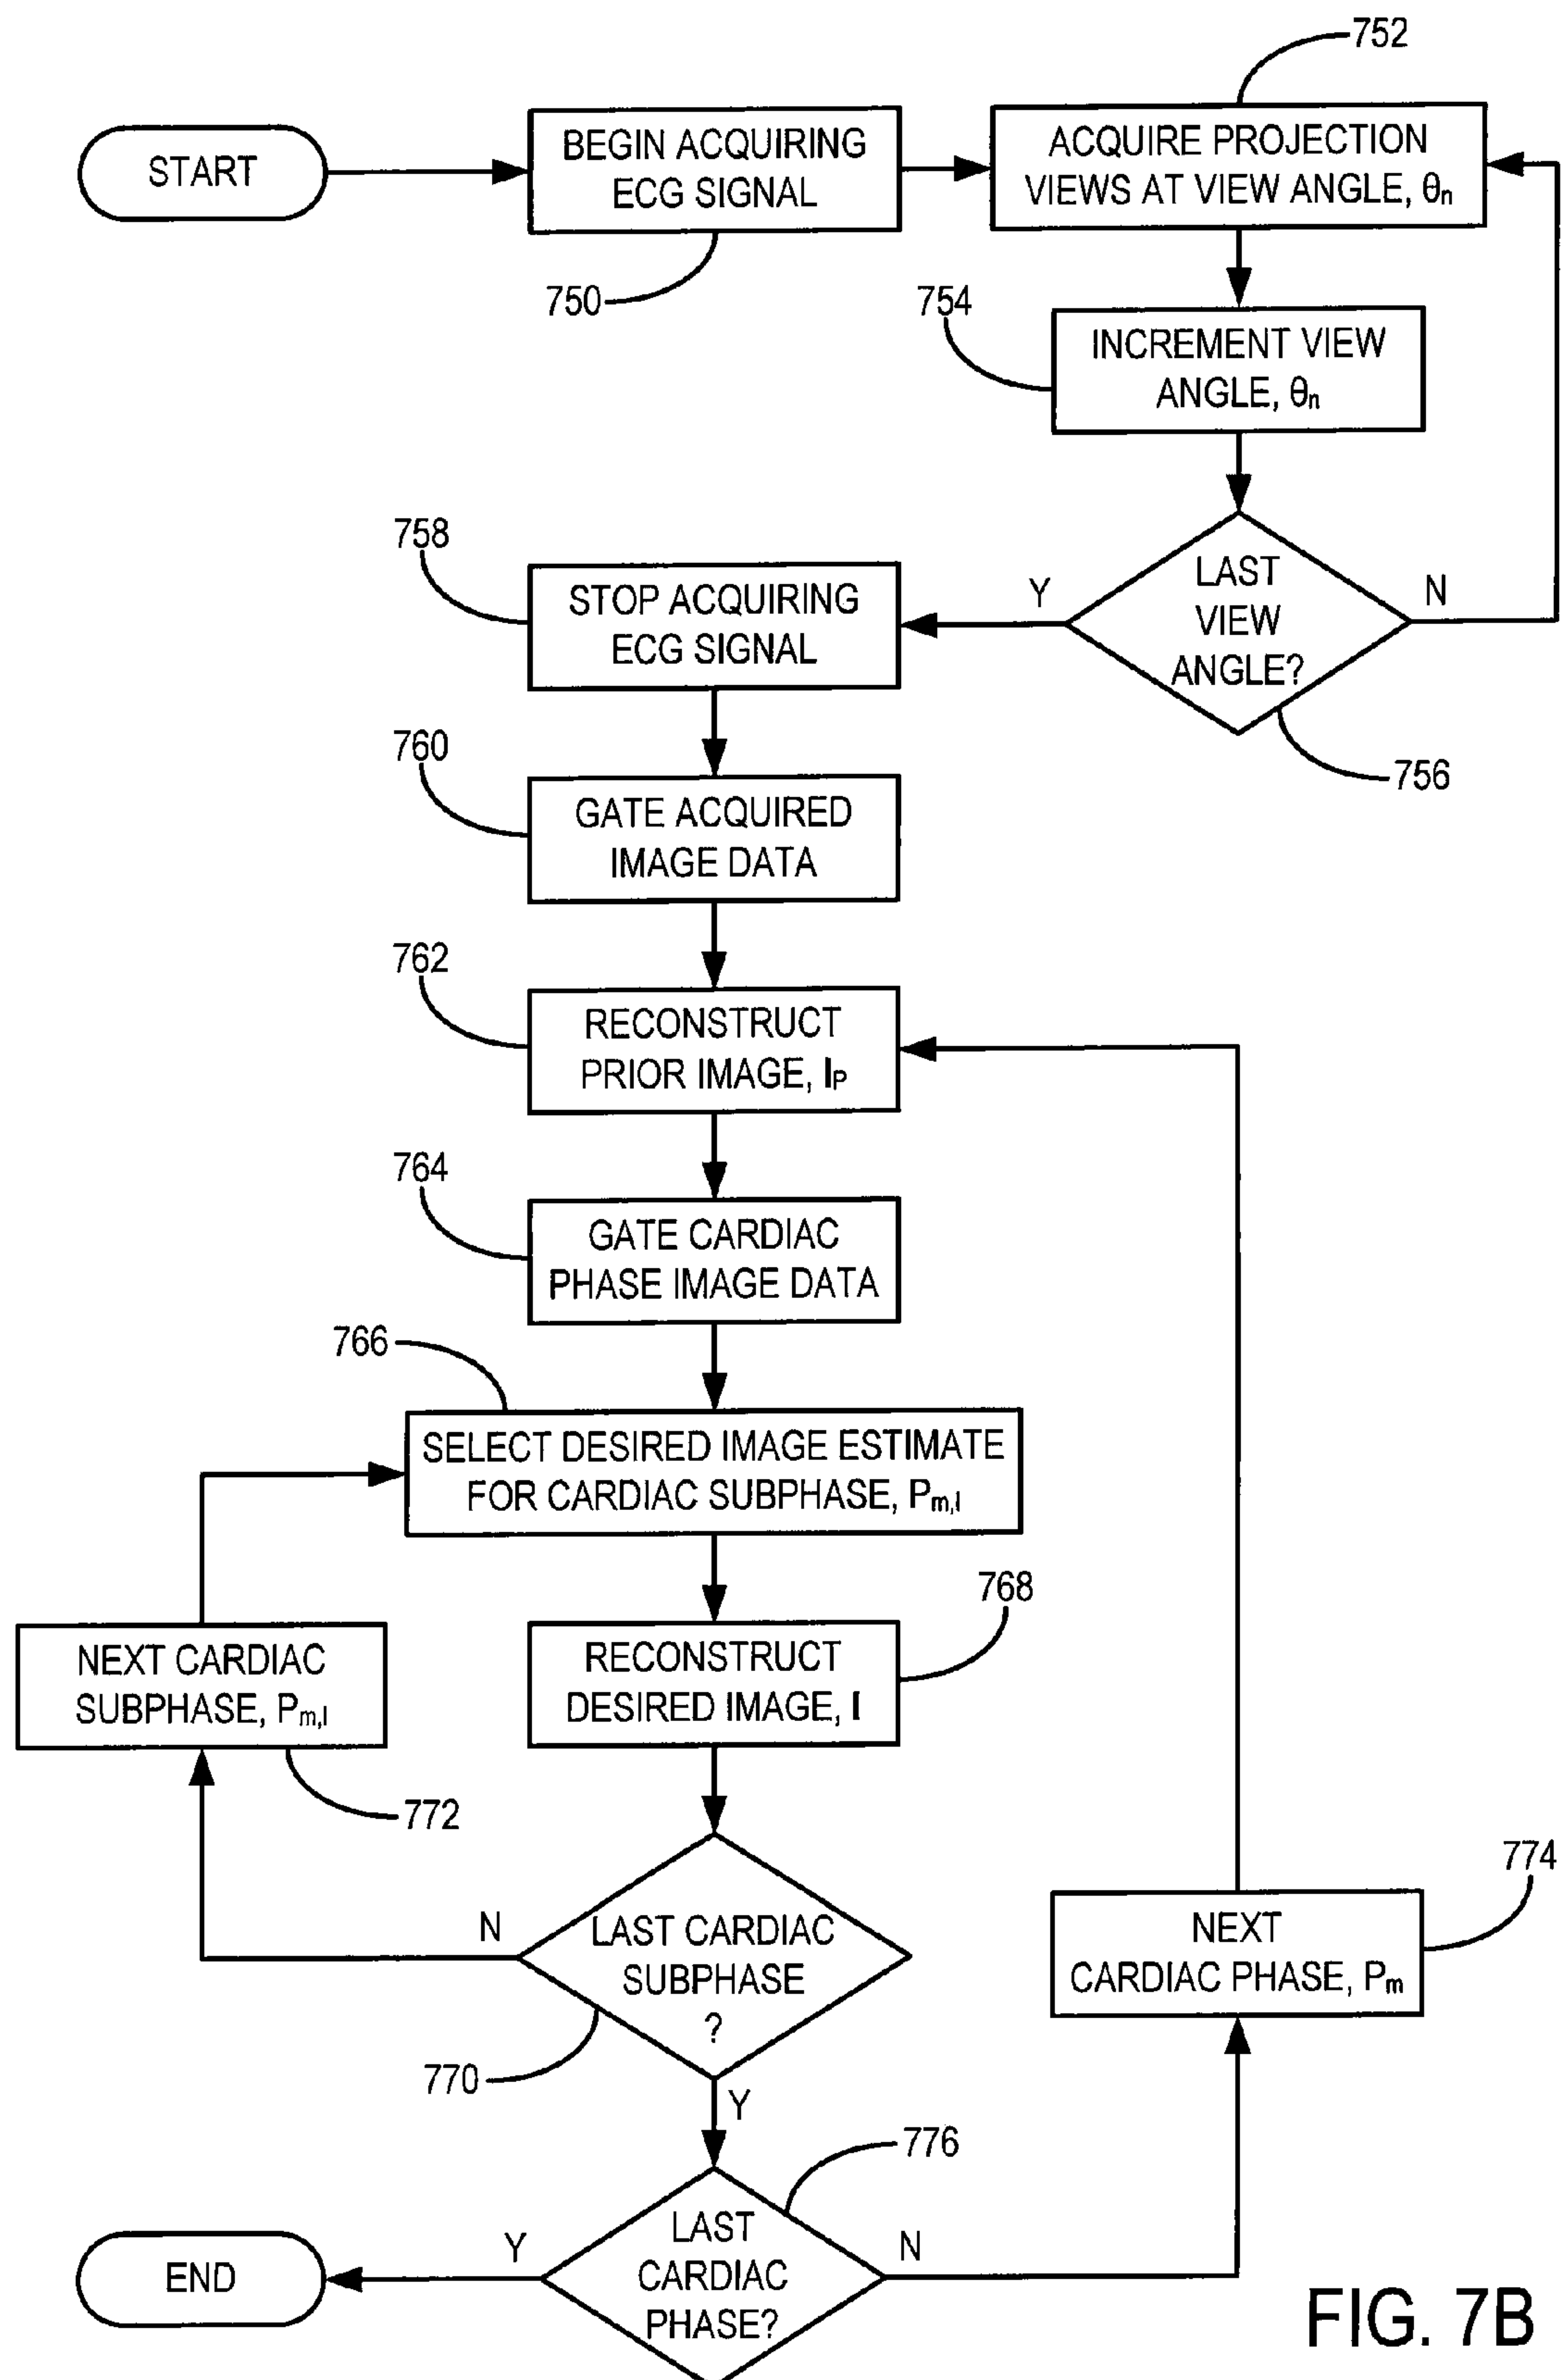 752
START
BEGIN ACQUIRING
ECG SIGNAL
ACQUIRE PROJECTION
VIEWS AT VIEW ANGLE, θn
750
754
INCREMENT VIEW
ANGLE, θn
758
STOP ACQUIRING
ECG SIGNAL
Y
LAST
VIEW
ANGLE?
N
756
760
GATE ACQUIRED
IMAGE DATA
762
RECONSTRUCT
PRIOR IMAGE, IP
764
GATE CARDIAC
PHASE IMAGE DATA
766
SELECT DESIRED IMAGE ESTIMATE
FOR CARDIAC SUBPHASE, Pm,l
768
NEXT CARDIAC
SUBPHASE, Pm,l
RECONSTRUCT
DESIRED IMAGE, I
772
774
N
LAST CARDIAC
SUBPHASE
?
NEXT
CARDIAC PHASE, Pm
770
Y
776
END
Y
LAST
CARDIAC
PHASE?
N
FIG. 7B